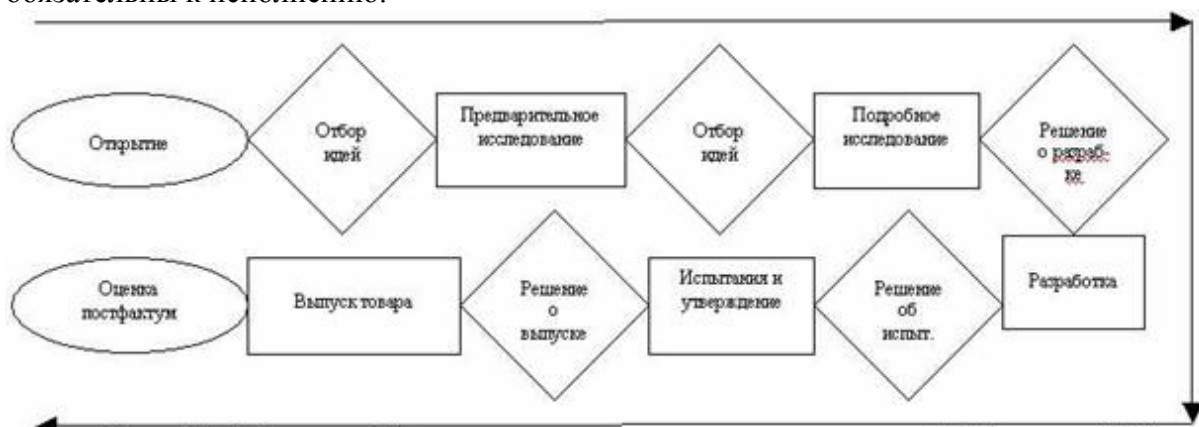 обязательны к исполнению.
Открытие
Отбор
идей
Предварительное
исследование
Отбор
идей
Подробное
исследование
Решение
о разраб-
ке
Оценка
постфактум
Выпуск товара
Решение
о
выпуске
Испытания и
утверждение
Решение
об
испыт.
Разработка